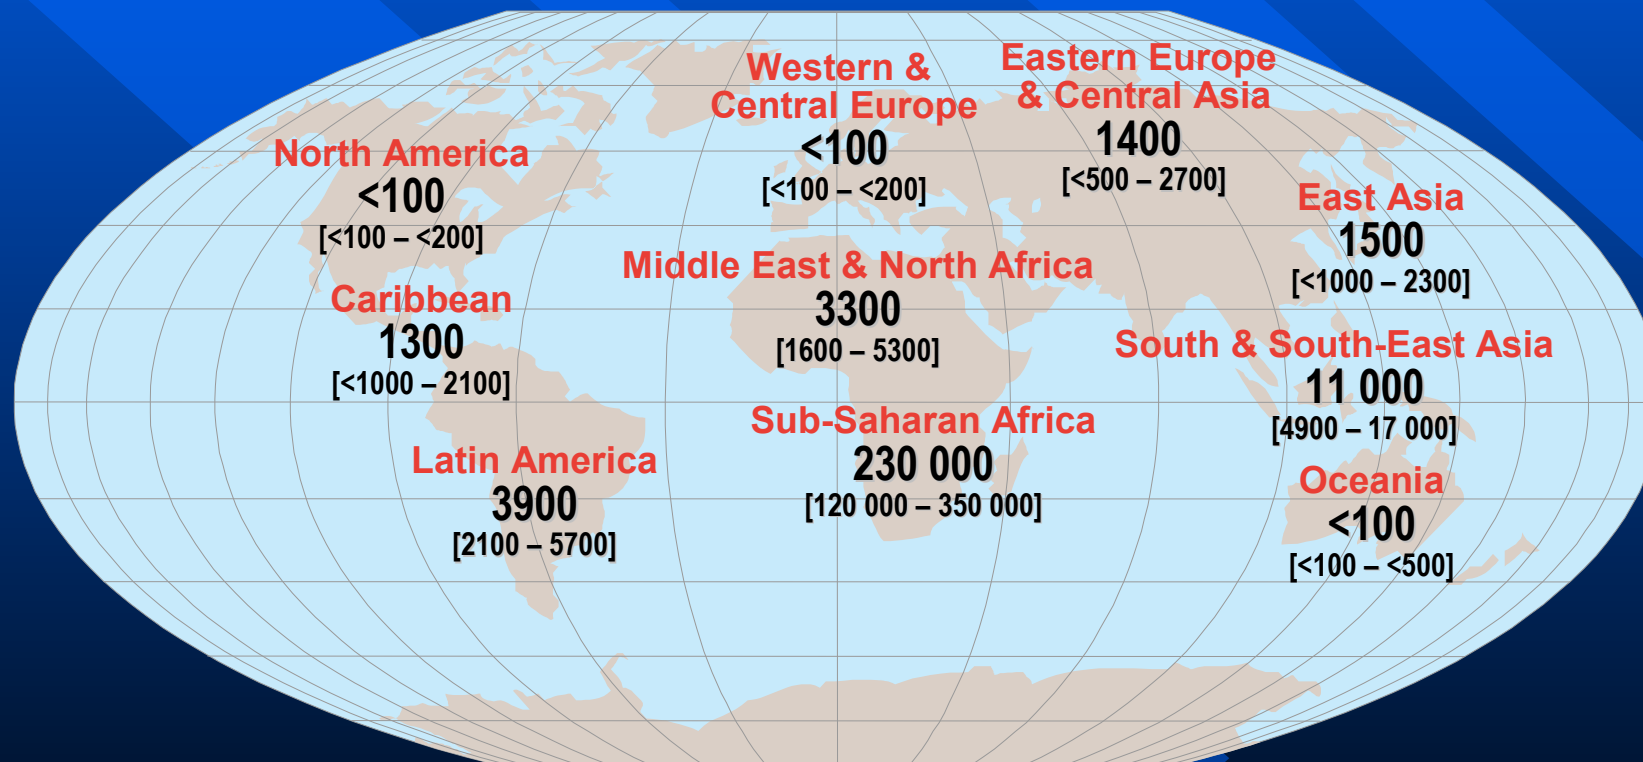 Western &
Central Europe
<100
[<100 – <200]
Eastern Europe
& Central Asia
1400
[<500 – 2700]
North America
<100
[<100 – <200]
East Asia
1500
[<1000 – 2300]
Middle East & North Africa
3300
[1600 – 5300]
Caribbean
1300
[<1000 – 2100]
South & South-East Asia
11 000
[4900 – 17 000]
Sub-Saharan Africa
230 000
[120 000 – 350 000]
Latin America
3900
[2100 – 5700]
Oceania
<100
[<100 – <500]